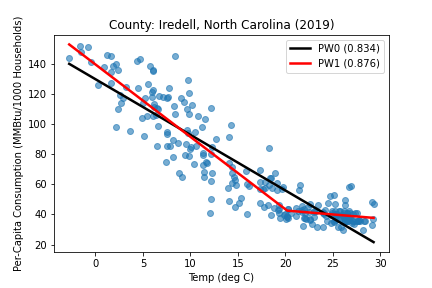 County: Iredell, North Carolina (2019)
PW0 (0.834)
PW1 (0.876)
Per-Capita Consumption (MMBtu/1000 Households)
140
120
100
80
60
40
20
0 5 10 15 20 25 30
Temp (deg C)